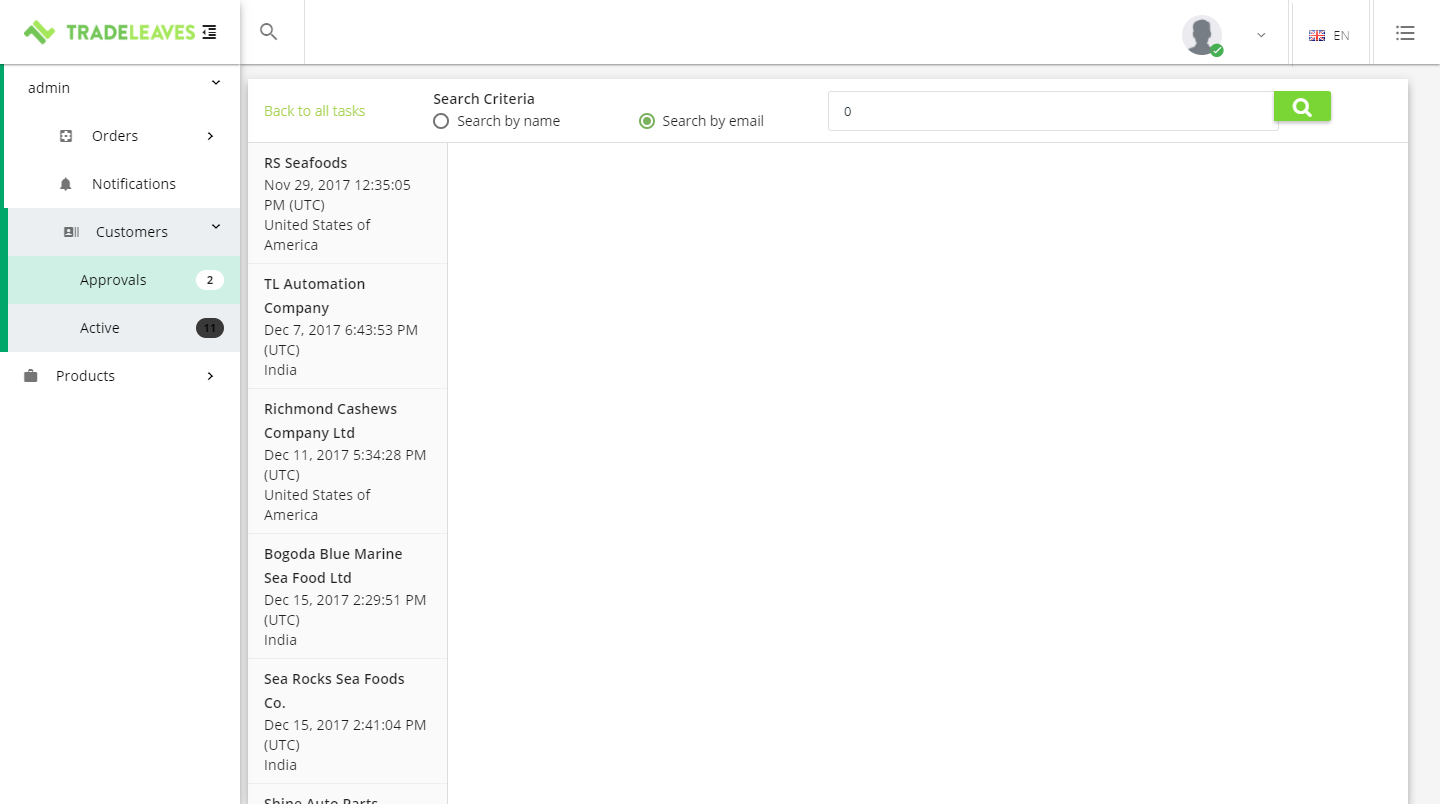 TRADELEAVES
EN
admin
Orders
Notifications
Customers
Approvals 2
Active 11
Products
Back to all tasks
Search Criteria
Search by name
Search by email
0
RS Seafoods
Nov 29, 2017 12:35:05
PM (UTC)
United States of
America
TL Automation
Company
Dec 7, 2017 6:43:53 PM
(UTC)
India
Richmond Cashews
Company Ltd
Dec 11, 2017 5:34:28 PM
(UTC)
United States of
America
Bogoda Blue Marine
Sea Food Ltd
Dec 15, 2017 2:29:51 PM
(UTC)
India
Sea Rocks Sea Foods
Co.
Dec 15, 2017 2:41:04 PM
(UTC)
India
Shine Auto Parts